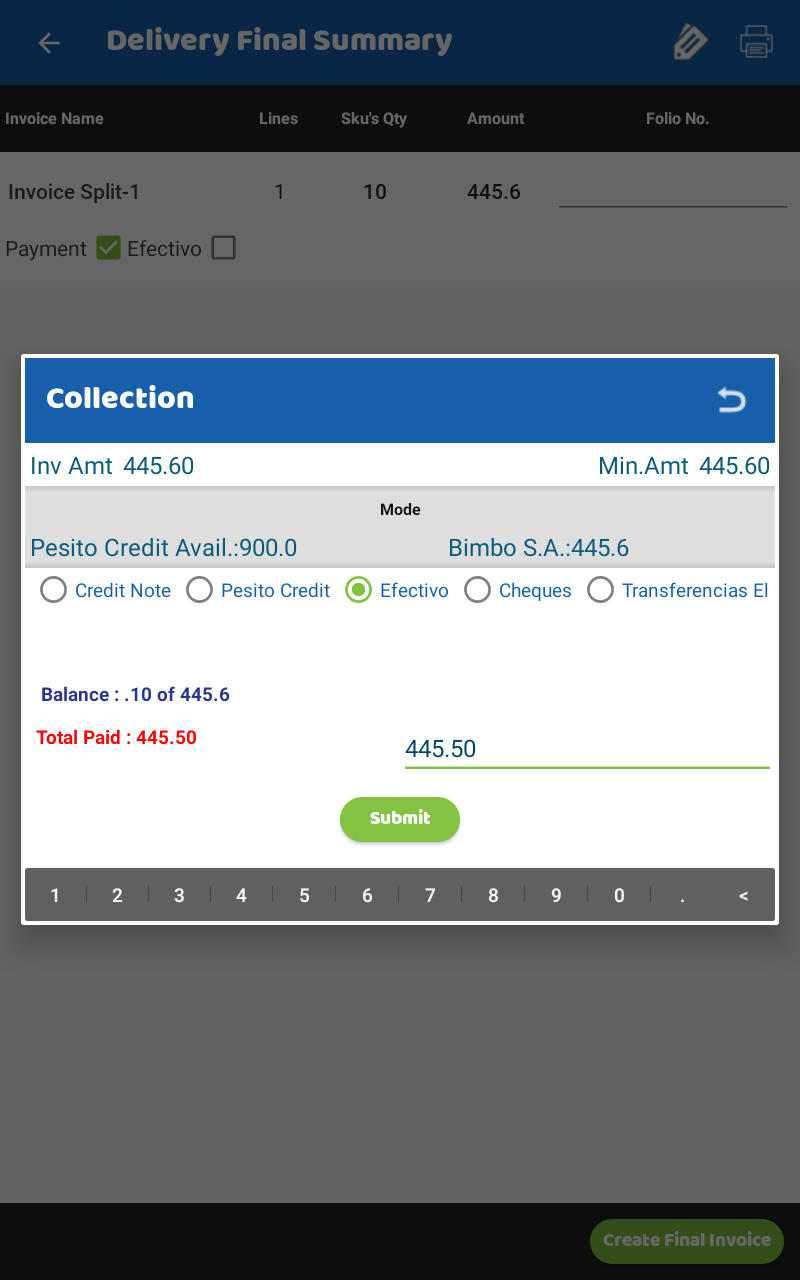 Delivery Final Summary
Invoice Name Lines Sku's Qty Amount Folio No.
Invoice Split-1 1 10 445.6
Payment Efectivo
Collection
Inv Amt 445.60 Min.Amt 445.60
Mode
Pesito Credit Avail.:900.0 Bimbo S.A.:445.6
Credit Note Pesito Credit Efectivo Cheques Transferencias El
Balance : .10 of 445.6
Total Paid : 445.50
445.50
Submit
1 2 3 4 5 6 7 8 9 0 . <
Create Final Invoice